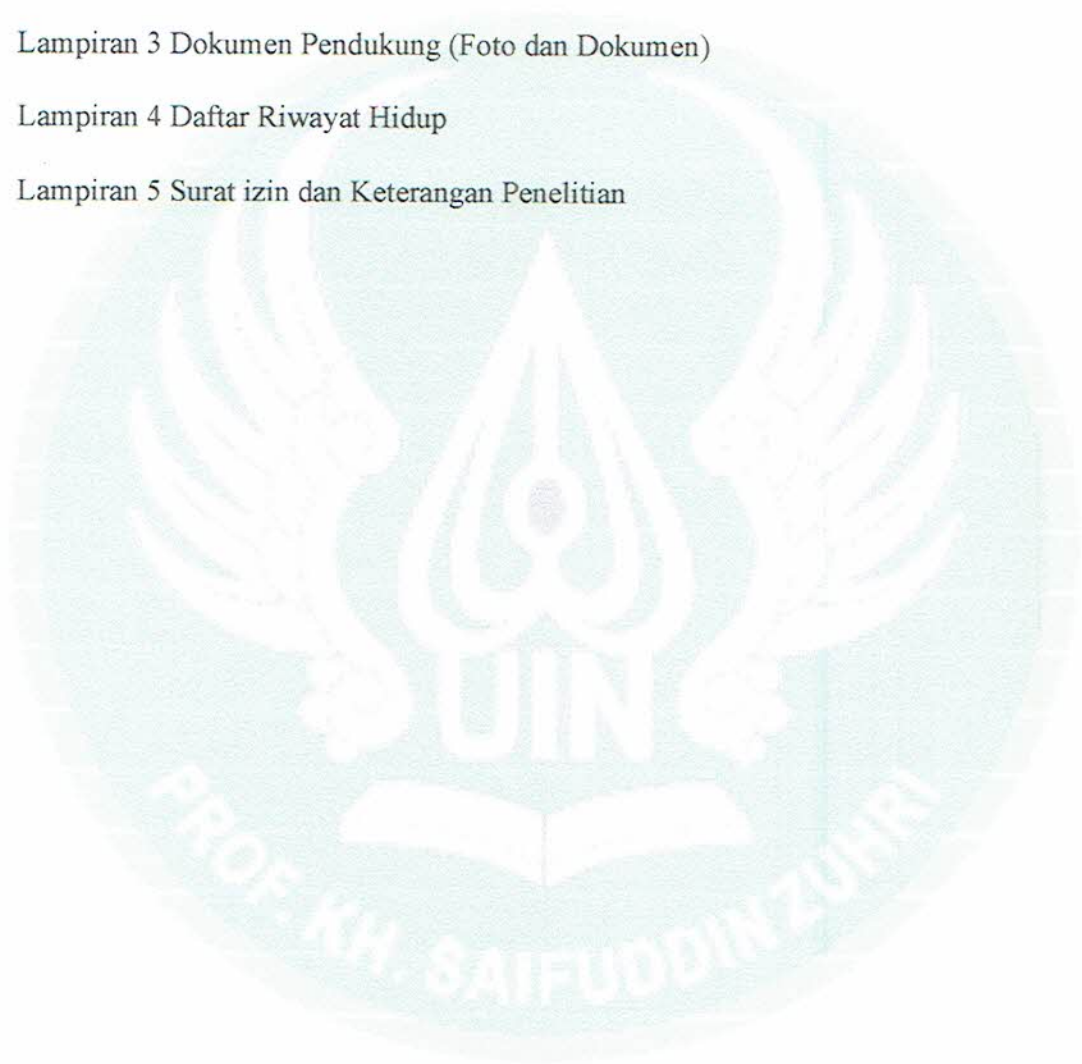 Lampiran 3 Dokumen Pendukung (Foto dan Dokumen)
Lampiran 4 Daftar Riwayat Hidup
Lampiran 5 Surat izin dan Keterangan Penelitian
UIN
PROF. KH. SAIFUDDIN ZUHRI